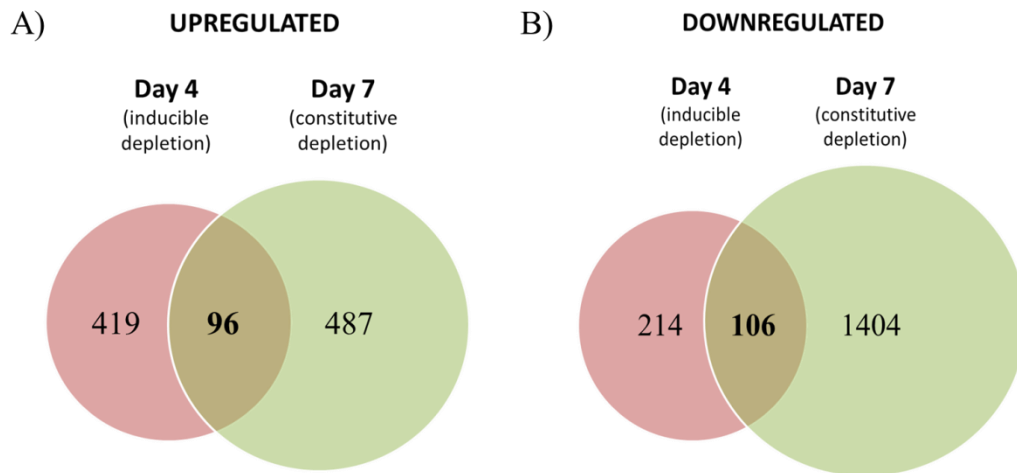 A)
UPREGULATED
Day 4
(inducible
depletion)
Day 7
(constitutive
depletion)
419
96
487
B)
DOWNREGULATED
Day 4
(inducible
depletion)
Day 7
(constitutive
depletion)
214
106
1404